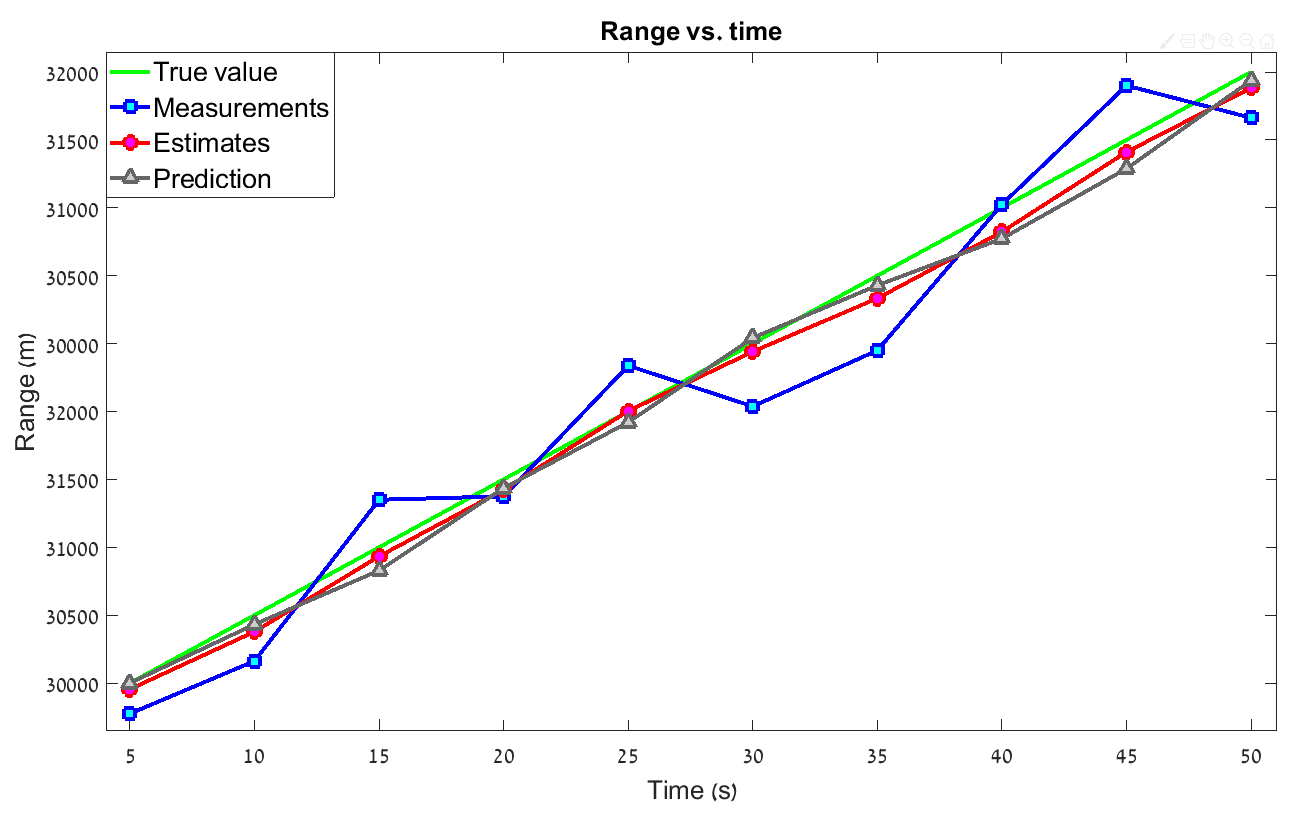 Range vs. time
True value
Measurements
Estimates
Prediction
32000
31500
31000
30500
30000
32000
31500
31000
30500
30000
Range (m)
5 10 15 20 25 30 35 40 45 50
Time (s)